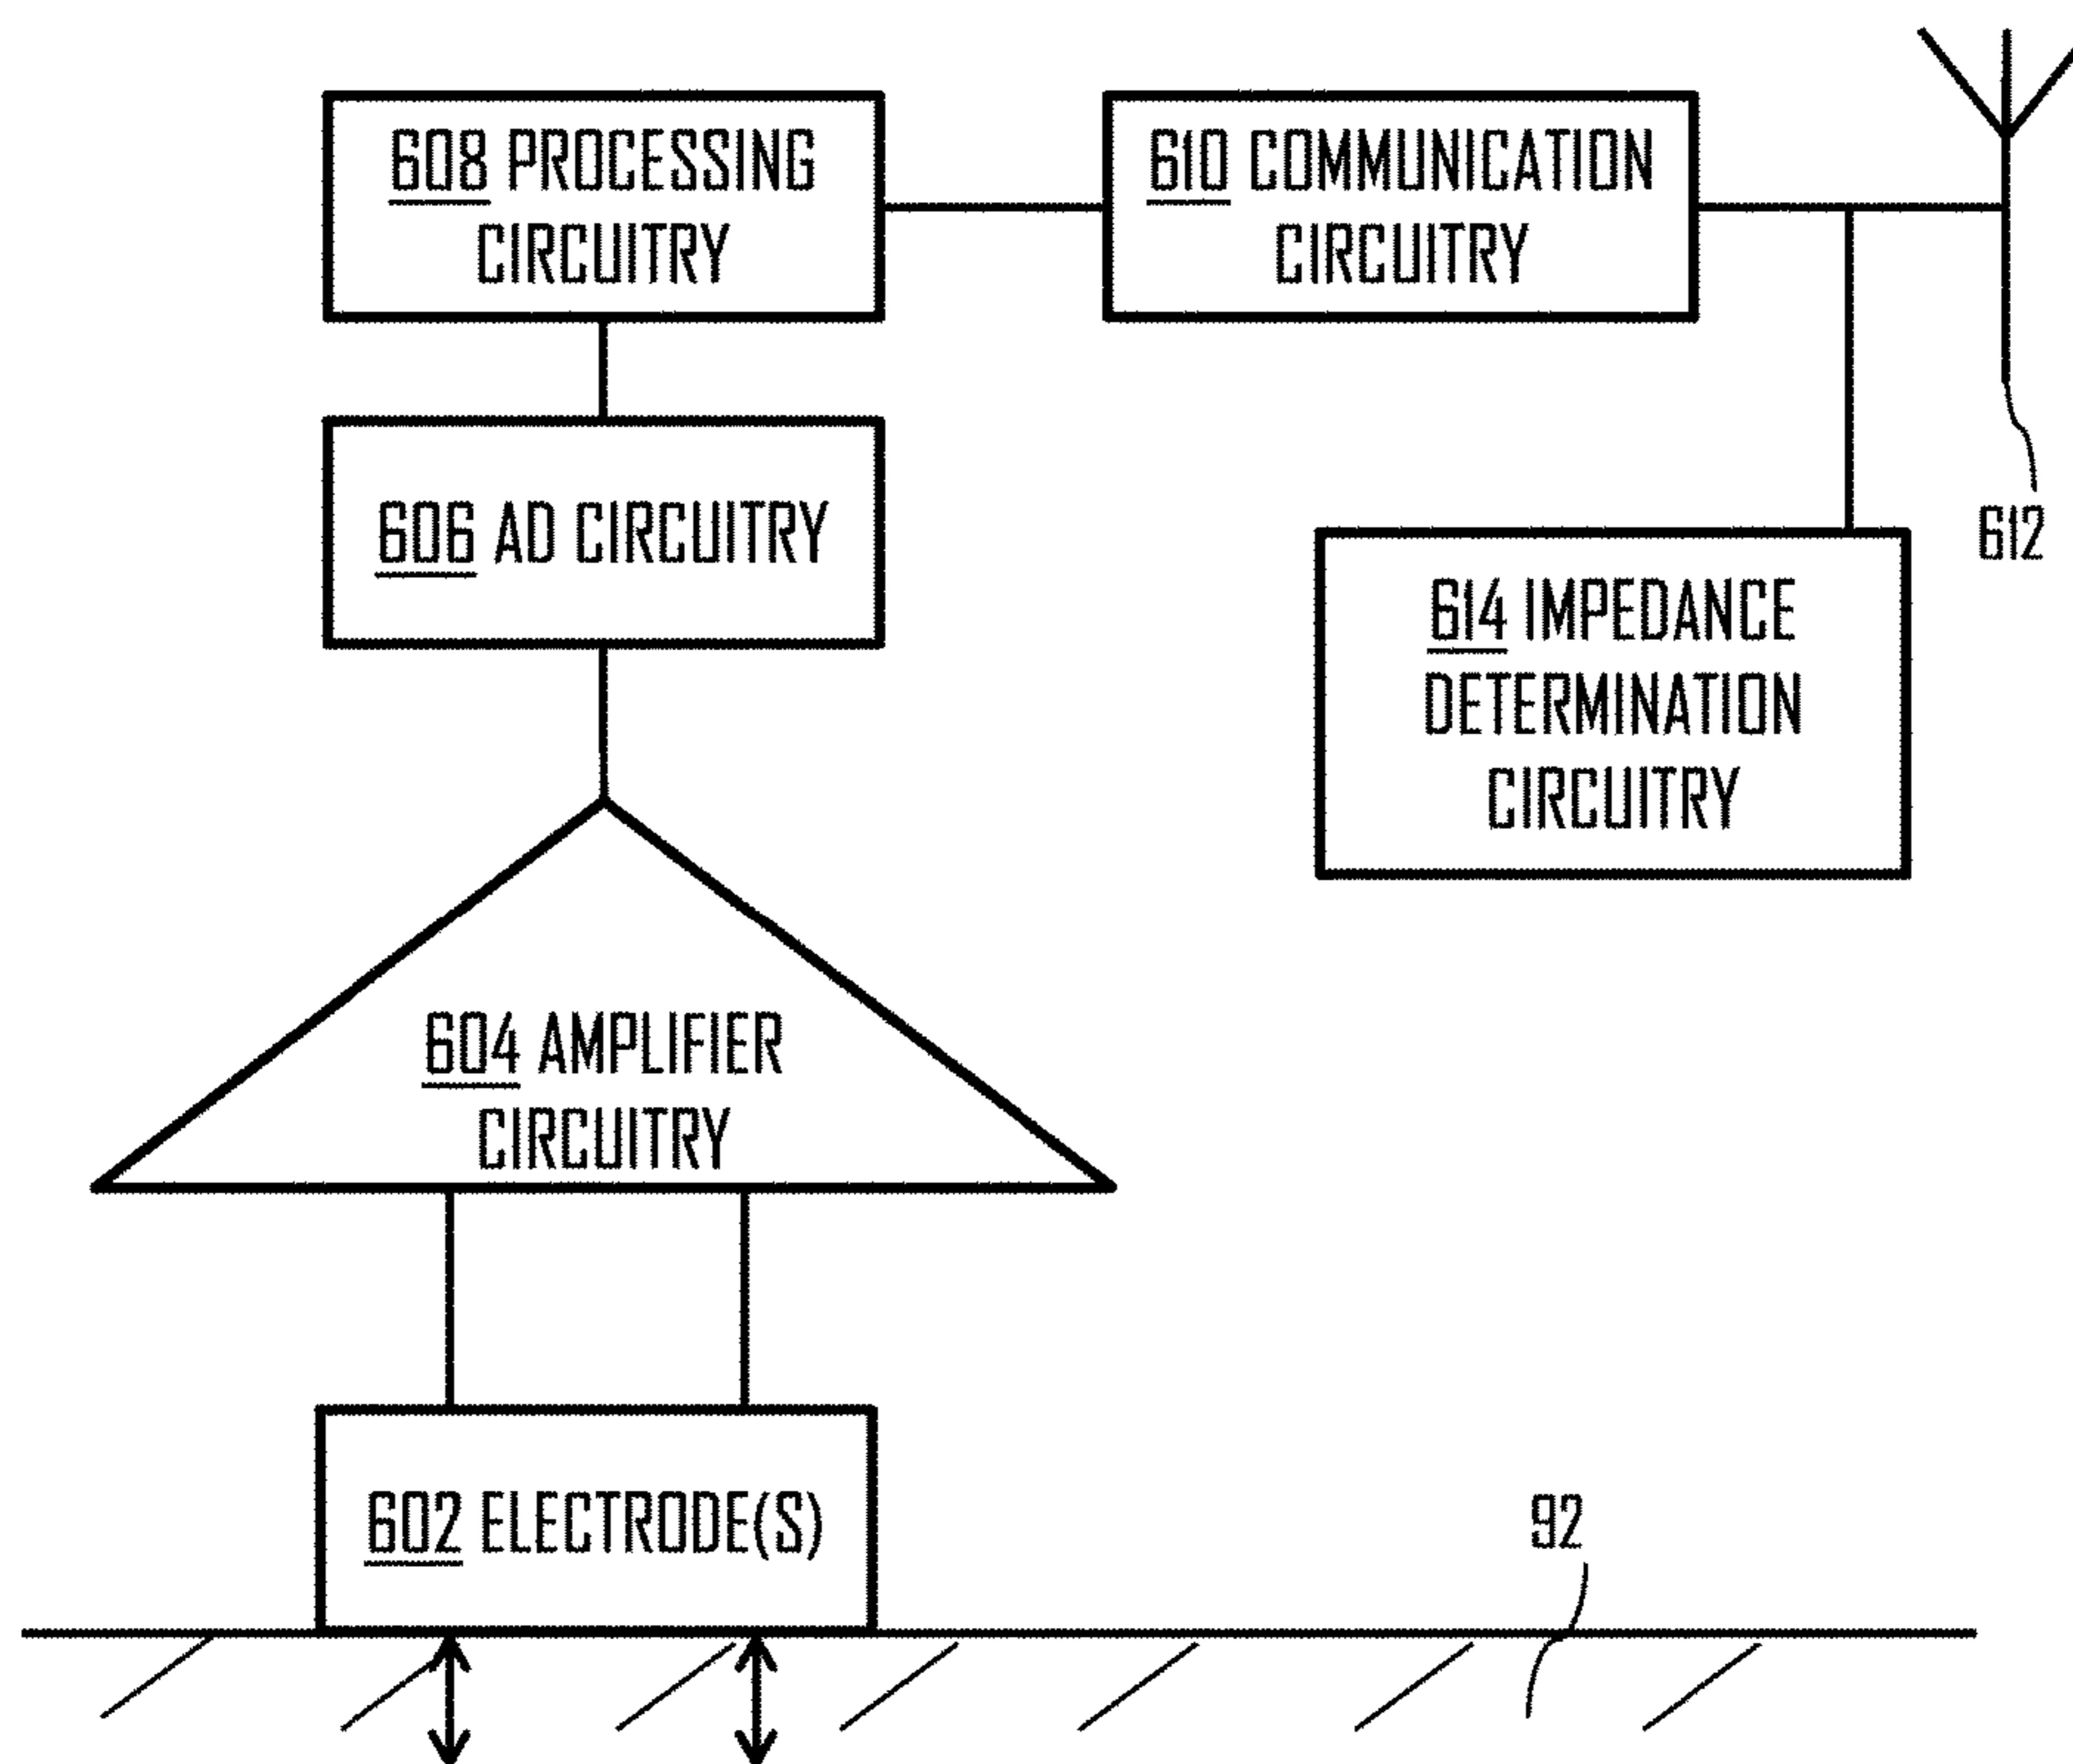 608 PROCESSING
CIRCUITRY
610 COMMUNICATION
CIRCUITRY
606 AD CIRCUITRY
612
614 IMPEDANCE
DETERMINATION
CIRCUITRY
604 AMPLIFIER
CIRCUITRY
602 ELECTRODE(S)
92